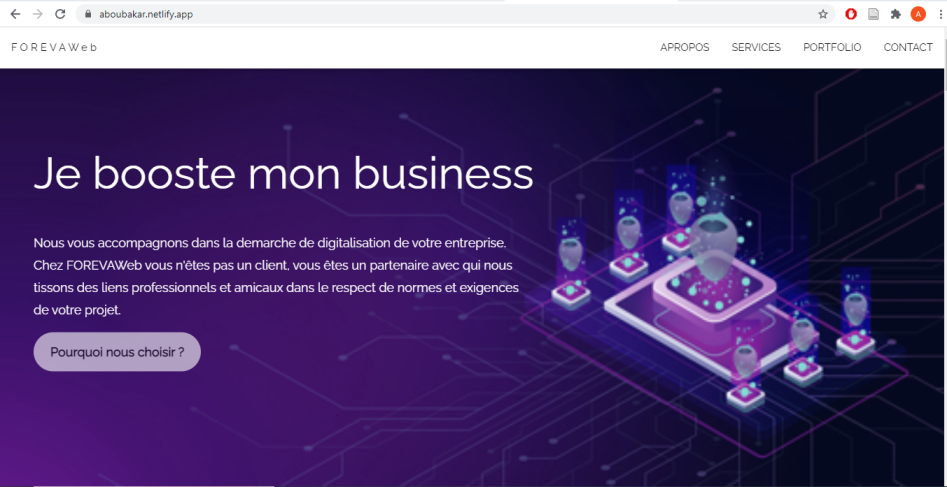 aboubakar.netlify.app
A
FOREVAWeb
APROPOS SERVICES PORTFOLIO CONTACT
Je booste mon business
Nous vous accompagnons dans la demarche de digitalisation de votre entreprise.
Chez FOREVAWeb vous n'êtes pas un client, vous êtes un partenaire avec qui nous
tissons des liens professionnels et amicaux dans le respect de normes et exigences
de votre projet.
Pourquoi nous choisir ?